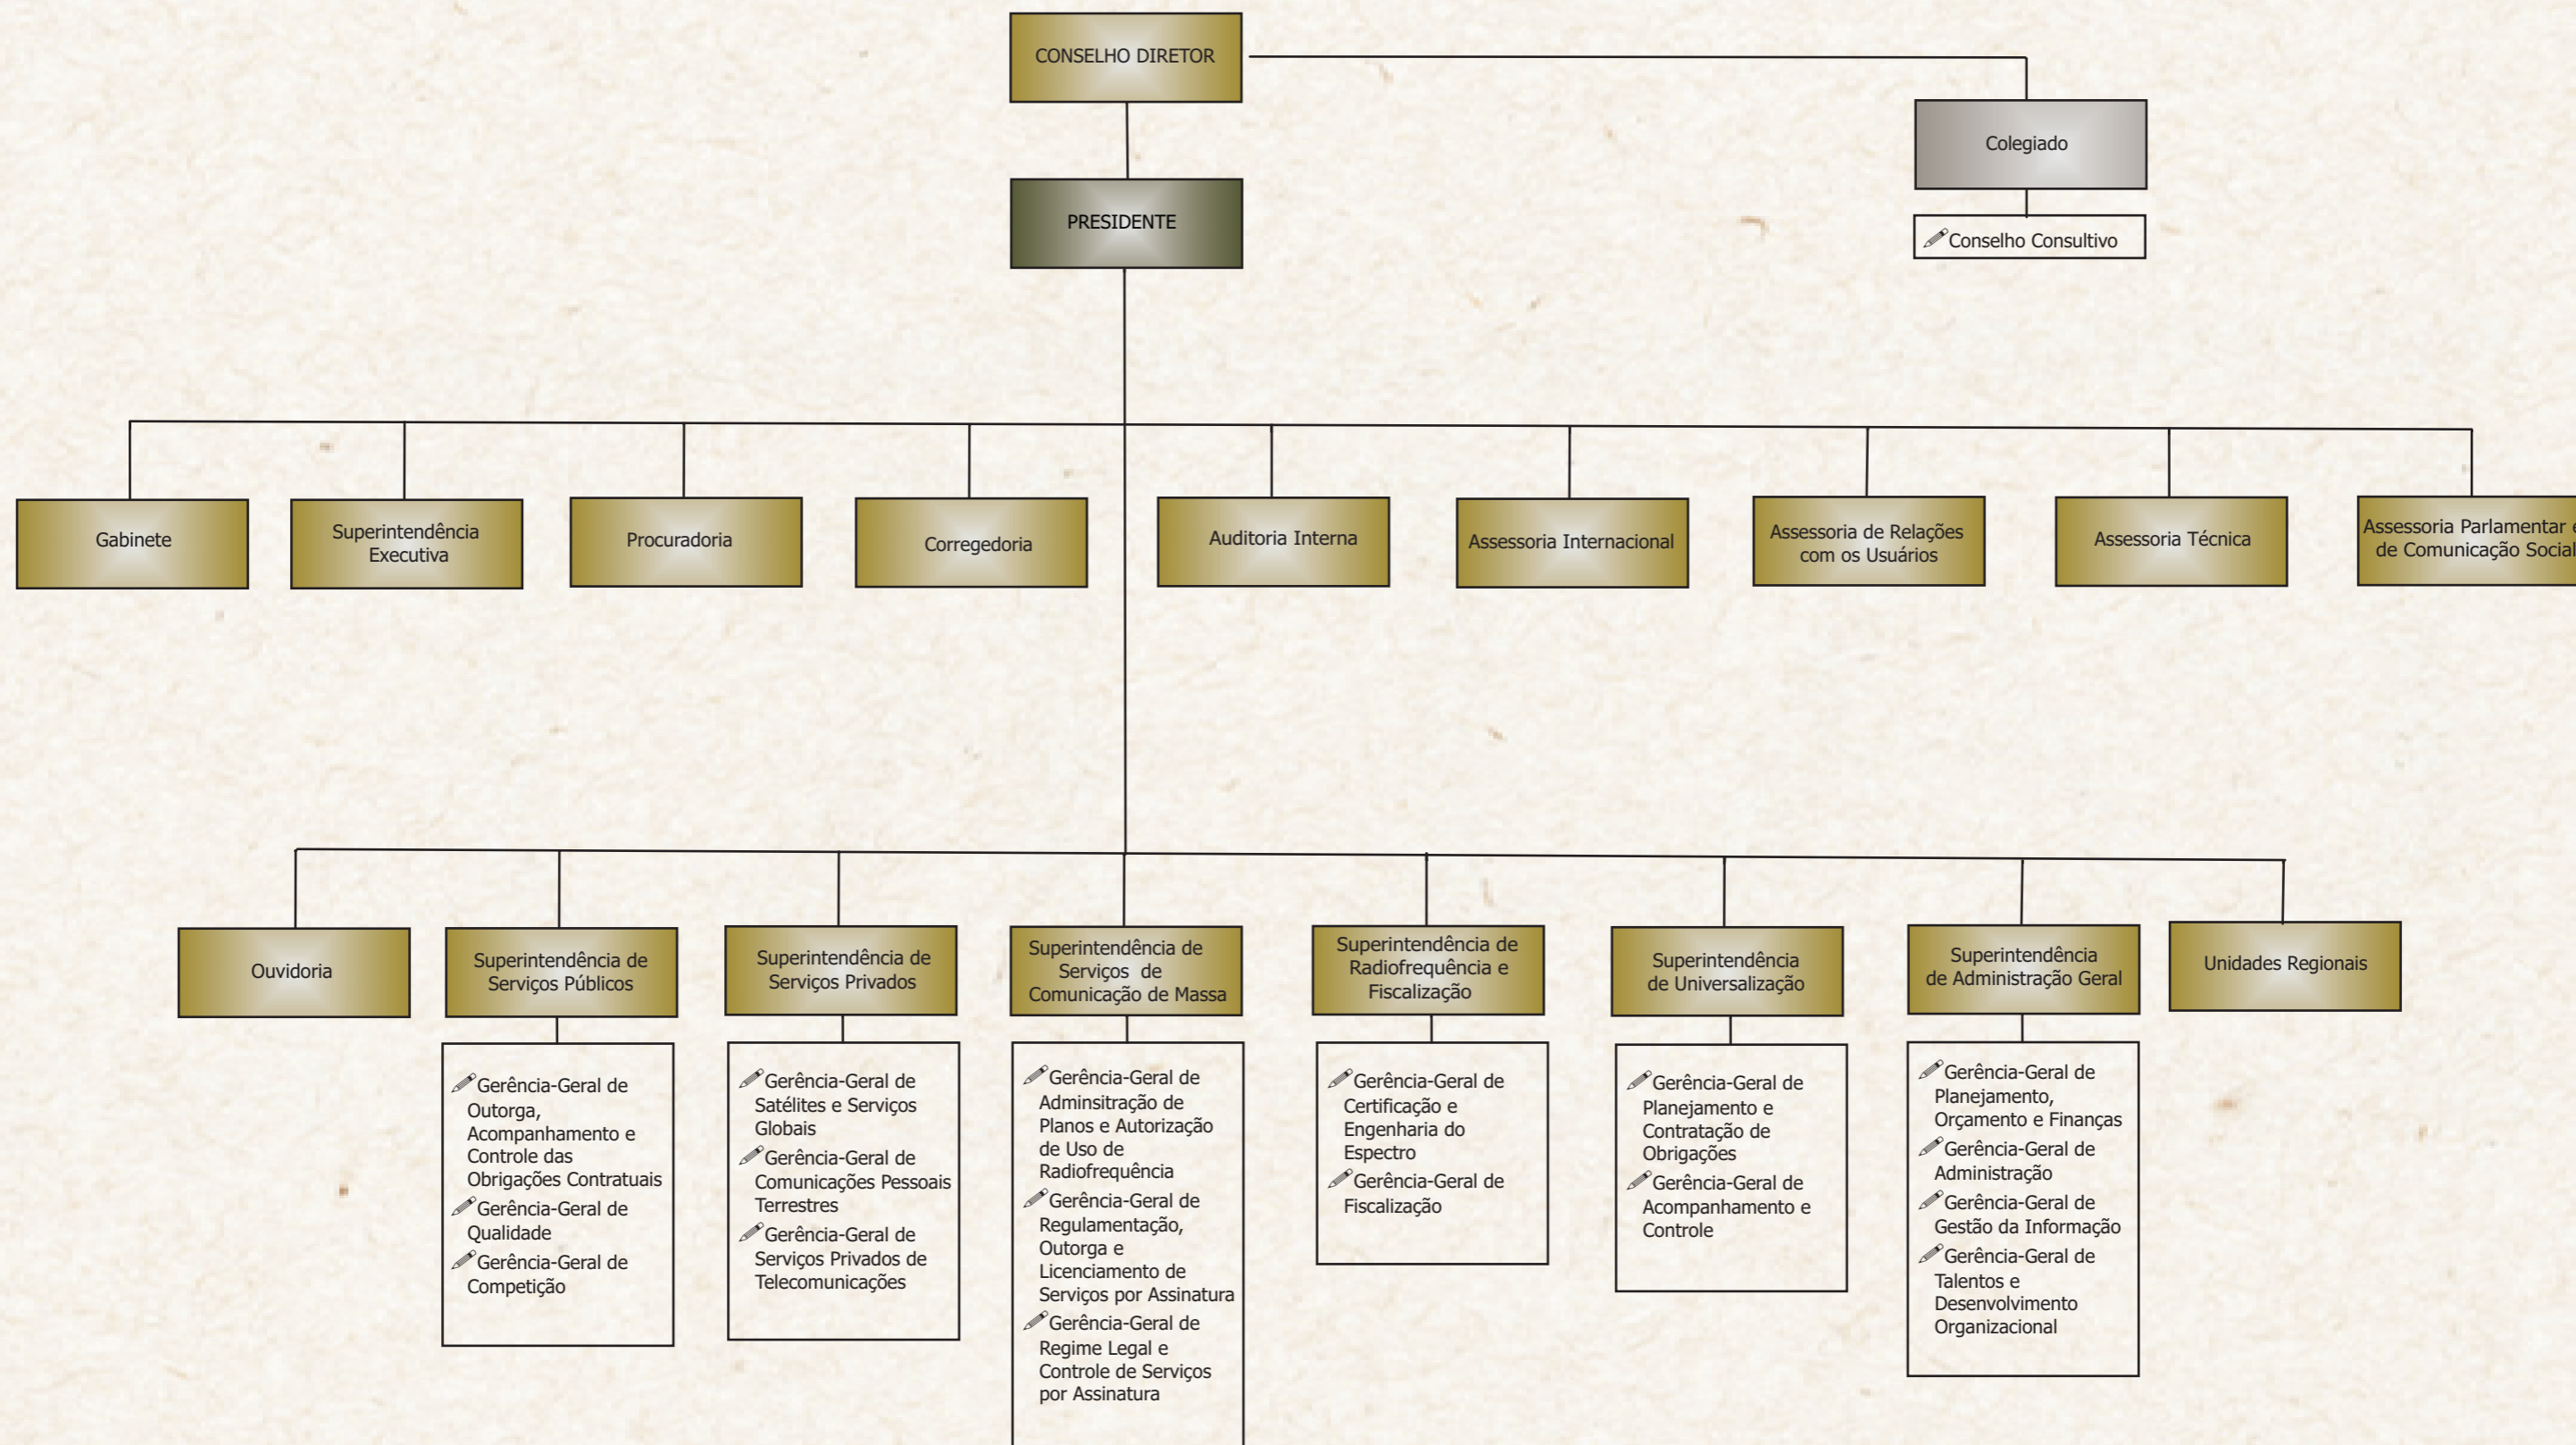 CONSELHO DIRETOR
Colegiado
Conselho Consultivo
PRESIDENTE
Gabinete
Superintendência
Executiva
Procuradoria
Corregedoria
Auditoria Interna
Assessoria Internacional
Assessoria de Relações
com os Usuários
Assessoria Técnica
Assessoria Parlamentar e
de Comunicação Social
Ouvidoria
Superintendência de
Serviços Públicos
Gerência-Geral de
Outorga,
Acompanhamento e
Controle das
Obrigações Contratuais
Gerência-Geral de
Qualidade
Gerência-Geral de
Competição
Superintendência de
Serviços Privados
Gerência-Geral de
Satélites e Serviços
Globais
Gerência-Geral de
Comunicações Pessoais
Terrestres
Gerência-Geral de
Serviços Privados de
Telecomunicações
Superintendência de
Serviços de
Comunicação de Massa
Gerência-Geral de
Adminsitração de
Planos e Autorização
de Uso de
Radiofrequência
Gerência-Geral de
Regulamentação,
Outorga e
Licenciamento de
Serviços por Assinatura
Gerência-Geral de
Regime Legal e
Controle de Serviços
por Assinatura
Superintendência de
Radiofrequência e
Fiscalização
Gerência-Geral de
Certificação e
Engenharia do
Espectro
Gerência-Geral de
Fiscalização
Superintendência
de Universalização
Gerência-Geral de
Planejamento e
Contratação de
Obrigações
Gerência-Geral de
Acompanhamento e
Controle
Superintendência
de Administração Geral
Gerência-Geral de
Planejamento,
Orçamento e Finanças
Gerência-Geral de
Administração
Gerência-Geral de
Gestão da Informação
Gerência-Geral de
Talentos e
Desenvolvimento
Organizacional
Unidades Regionais